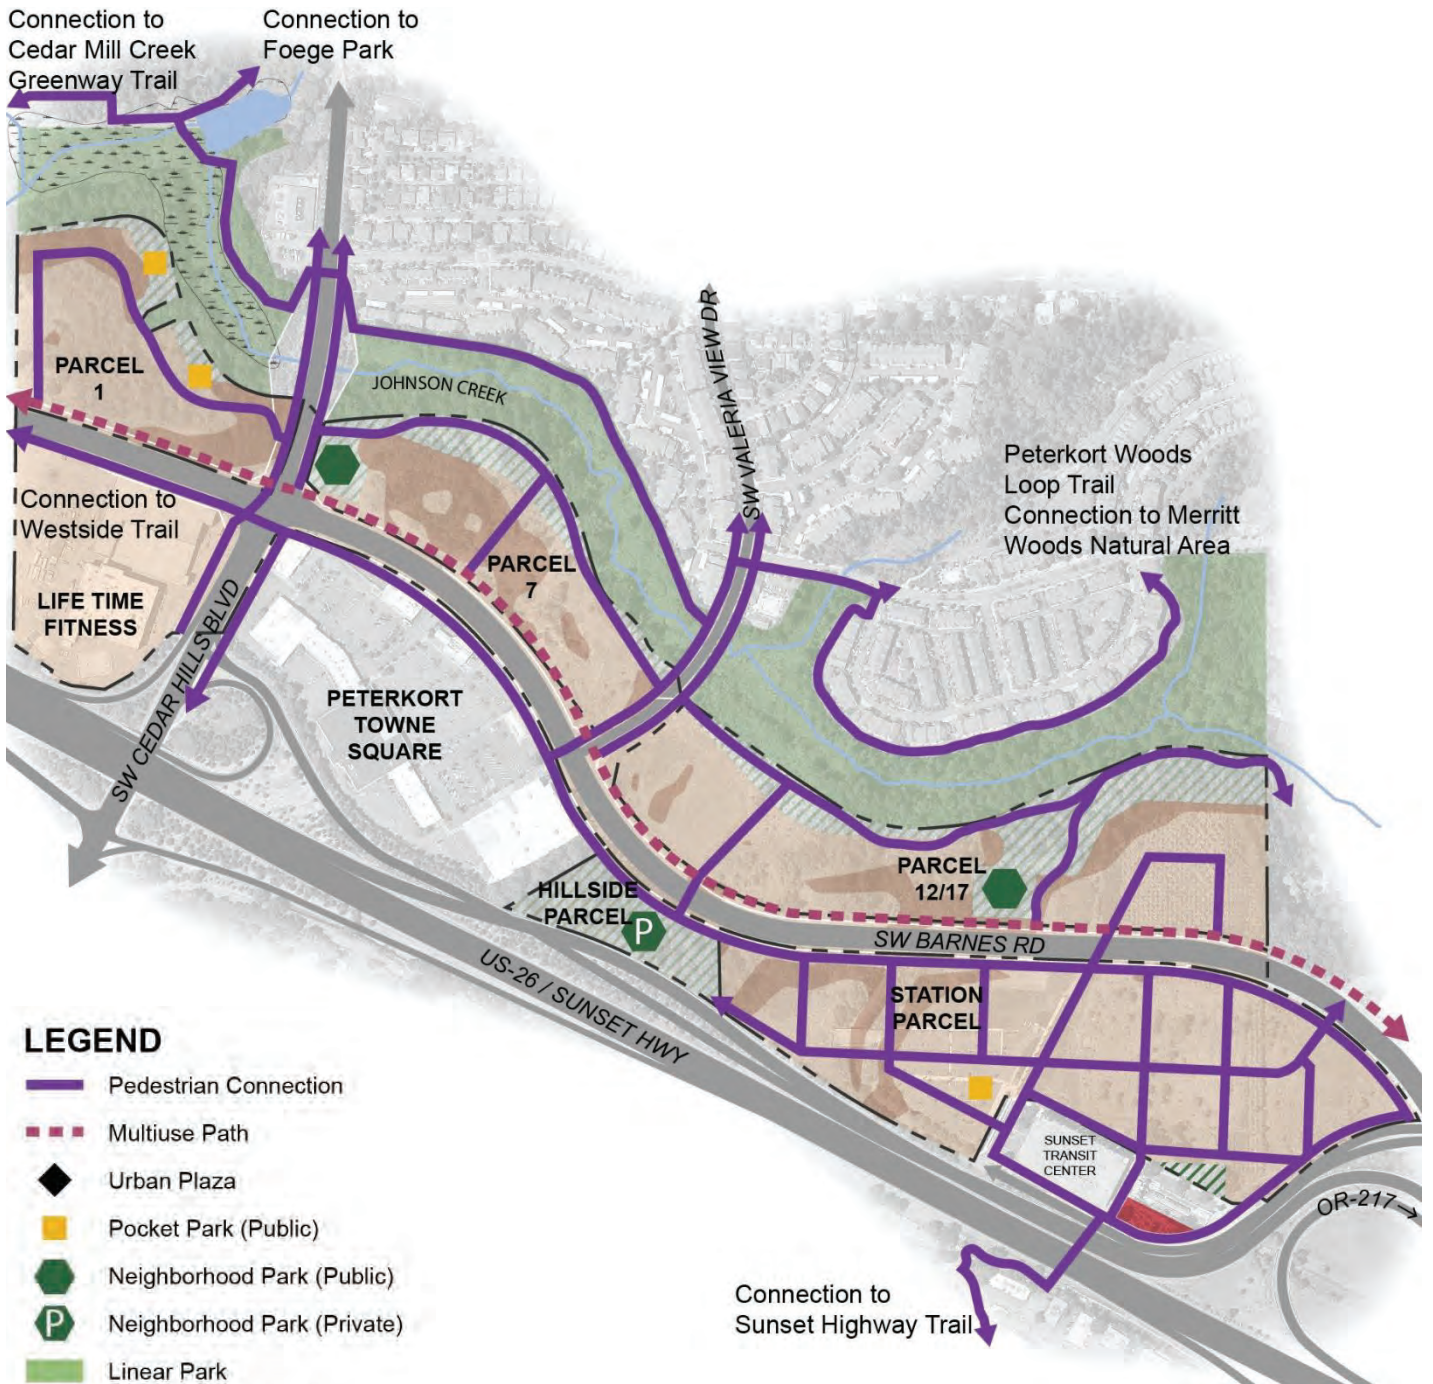 Connection to
Cedar Mill Creek
Greenway Trail
Connection to
Foege Park
SW VALERIA VIEW DR
PARCEL
1
JOHNSON CREEK
Peterkort Woods
Loop Trail
Connection to Merritt
Woods Natural Area
Connection to
Westside Trail
PARCEL
7
LIFE TIME
FITNESS
SW CEDAR HILLS BLVD
PETERKORT
TOWNE
SQUARE
HILLSIDE
PARCEL
P
PARCEL
12/17
SW BARNES RD
US-26 / SUNSET HWY
STATION
PARCEL
SUNSET
TRANSIT
CENTER
OR-217 →
Connection to
Sunset Highway Trail
LEGEND
Pedestrian Connection
Multiuse Path
Urban Plaza
Pocket Park (Public)
Neighborhood Park (Public)
P Neighborhood Park (Private)
Linear Park